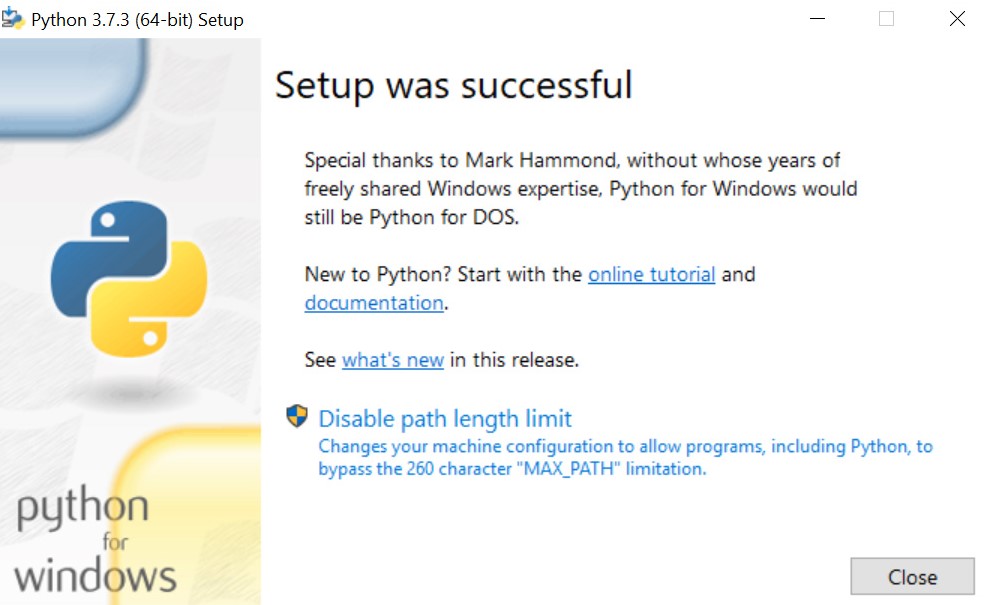 Python 3.7.3 (64-bit) Setup
Setup was successful
Special thanks to Mark Hammond, without whose years of
freely shared Windows expertise, Python for Windows would
still be Python for DOS.
New to Python? Start with the online tutorial and
documentation.
See what's new in this release.
Disable path length limit
Changes your machine configuration to allow programs, including Python, to
bypass the 260 character "MAX_PATH" limitation.
python
for
windows
Close